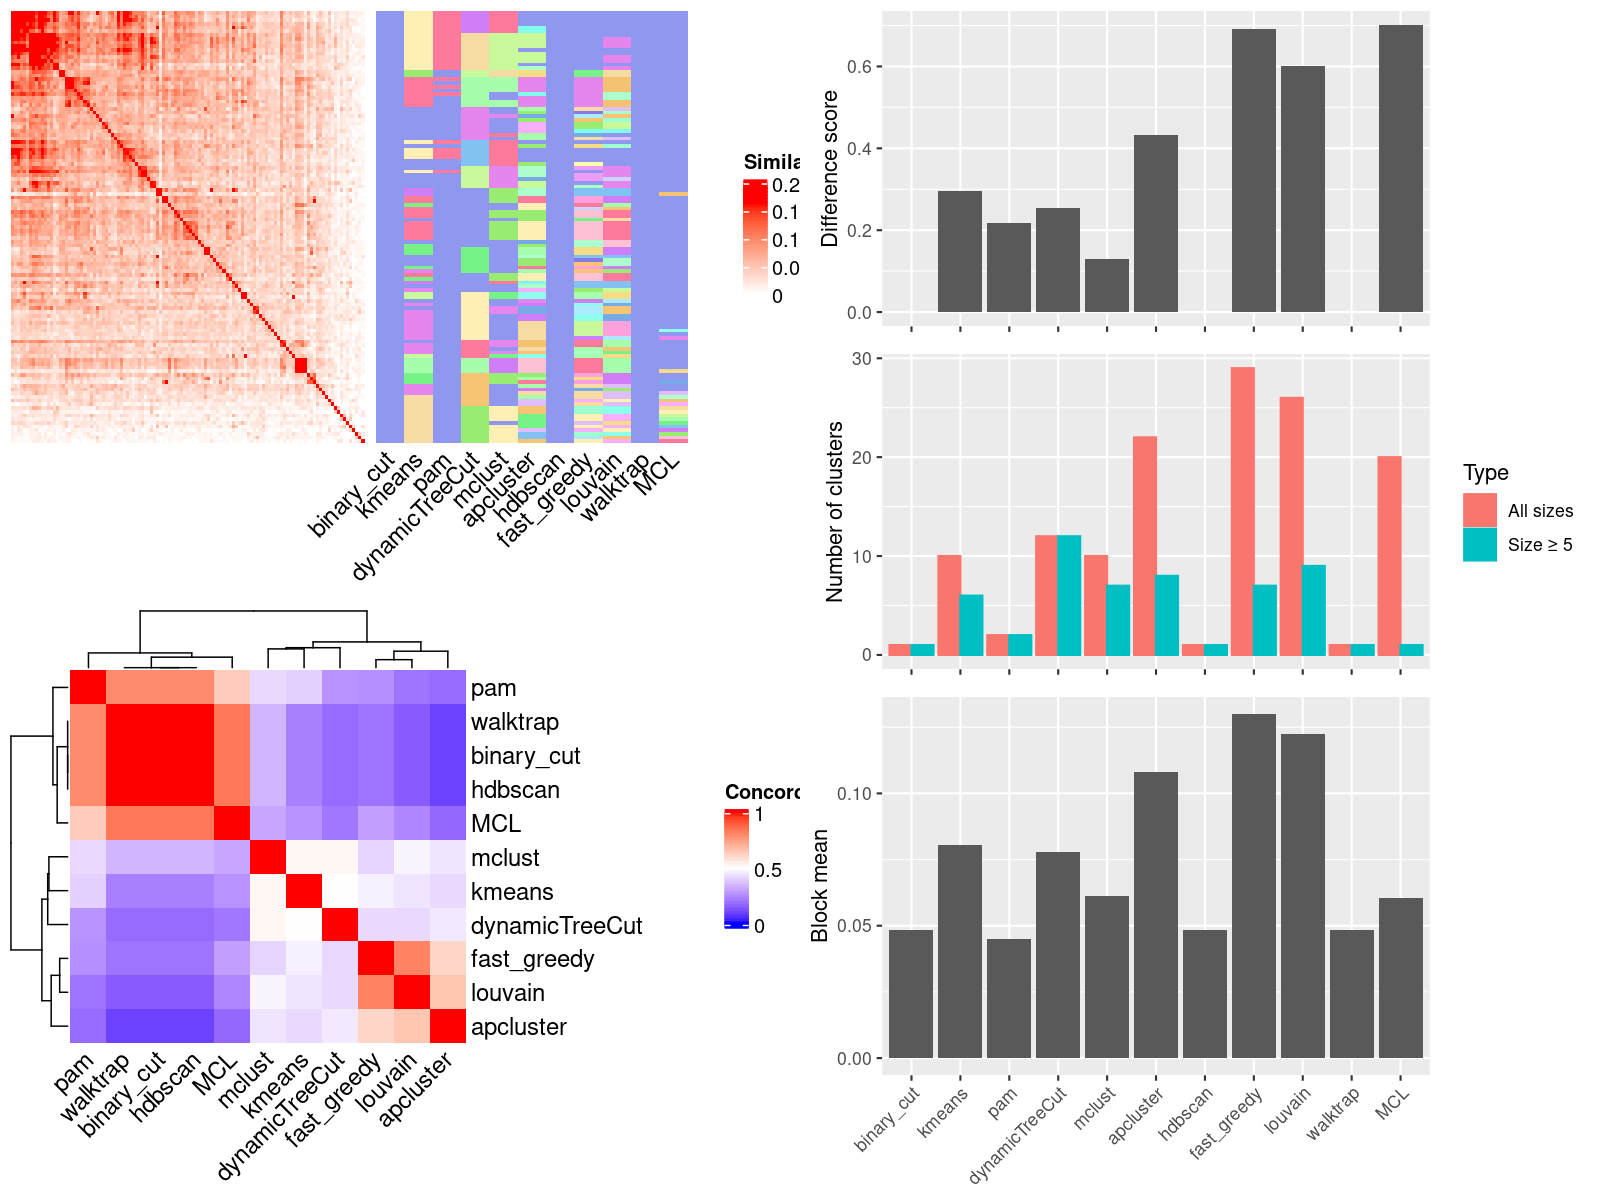 Simila
0.2
0.1
0.1
0.0
0
binary_cut
kmeans
pam
dynamicTreeCut
mclust
apcluster
hdbscan
fast_greedy
louvain
walktrap
MCL
pam
walktrap
binary_cut
hdbscan
MCL
mclust
kmeans
dynamicTreeCut
fast_greedy
louvain
apcluster
Concord
1
0.5
0
pam
walktrap
binary_cut
hdbscan
MCL
mclust
kmeans
dynamicTreeCut
fast_greedy
louvain
apcluster
Difference score
0.6
0.4
0.2
0.0
Number of clusters
30
20
10
0
Type
All sizes
Size ≥ 5
Block mean
0.10
0.05
0.00
binary_cut
kmeans
pam
dynamicTreeCut
mclust
apcluster
hdbscan
fast_greedy
louvain
walktrap
MCL